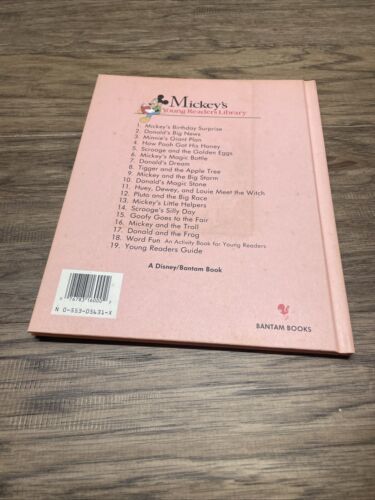 Mickey's
Young Readers Library
1. Mickey's Birthday Surprise
2. Donald's Big News
3. Minnie's Giant Plan
4. How Pooh Got His Honey
5. Scrooge and the Golden Eggs
6. Mickey's Magic Bottle
7. Donald's Dream
8. Tigger and the Apple Tree
9. Mickey and the Big Storm
10. Donald's Magic Stone
11. Huey, Dewey, and Louie Meet the Witch
12. Pluto and the Big Race
13. Mickey's Little Helpers
14. Scrooge's Silly Day
15. Goofy Goes to the Fair
16. Mickey and the Troll
17. Donald and the Frog
18. Word Fun An Activity Book for Young Readers
19. Young Readers Guide
A Disney/Bantam Book
N 0-553-05631-X
BANTAM BOOKS